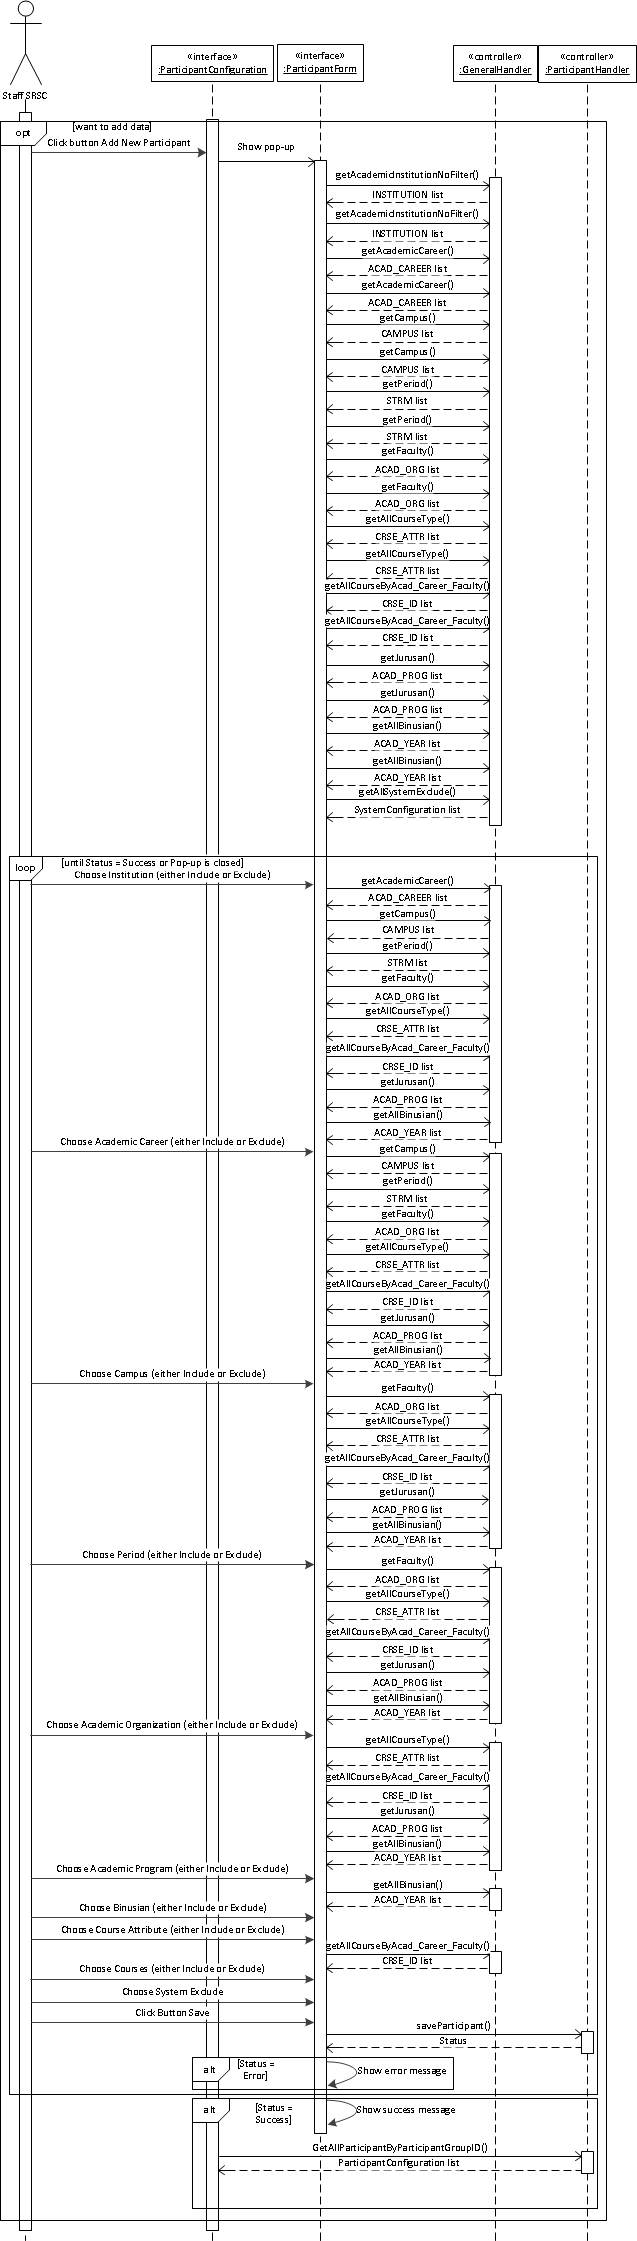 «interface»
:ParticipantConfiguration
«interface»
:ParticipantForm
«controller»
:GeneralHandler
«controller»
:ParticipantHandler
Staff SRSC
opt
[want to add data]
Click button Add New Participant
Show pop-up
getAcademicInstitutionNoFilter()
INSTITUTION list
getAcademicInstitutionNoFilter()
INSTITUTION list
getAcademicCareer()
ACAD_CAREER list
getAcademicCareer()
ACAD_CAREER list
getCampus()
CAMPUS list
getCampus()
CAMPUS list
getPeriod()
STRM list
getPeriod()
STRM list
getFaculty()
ACAD_ORG list
getFaculty()
ACAD_ORG list
getAllCourseType()
CRSE_ATTR list
getAllCourseType()
CRSE_ATTR list
getAllCourseByAcad_Career_Faculty()
CRSE_ID list
getAllCourseByAcad_Career_Faculty()
CRSE_ID list
getJurusan()
ACAD_PROG list
getJurusan()
ACAD_PROG list
getAllBinusian()
ACAD_YEAR list
getAllBinusian()
ACAD_YEAR list
getAllSystemExclude()
SystemConfiguration list
loop
[until Status = Success or Pop-up is closed]
Choose Institution (either Include or Exclude)
getAcademicCareer()
ACAD_CAREER list
getCampus()
CAMPUS list
getPeriod()
STRM list
getFaculty()
ACAD_ORG list
getAllCourseType()
CRSE_ATTR list
getAllCourseByAcad_Career_Faculty()
CRSE_ID list
getJurusan()
ACAD_PROG list
getAllBinusian()
ACAD_YEAR list
Choose Academic Career (either Include or Exclude)
getCampus()
CAMPUS list
getPeriod()
STRM list
getFaculty()
ACAD_ORG list
getAllCourseType()
CRSE_ATTR list
getAllCourseByAcad_Career_Faculty()
CRSE_ID list
getJurusan()
ACAD_PROG list
getAllBinusian()
ACAD_YEAR list
Choose Campus (either Include or Exclude)
getFaculty()
ACAD_ORG list
getAllCourseType()
CRSE_ATTR list
getAllCourseByAcad_Career_Faculty()
CRSE_ID list
getJurusan()
ACAD_PROG list
getAllBinusian()
ACAD_YEAR list
Choose Period (either Include or Exclude)
getFaculty()
ACAD_ORG list
getAllCourseType()
CRSE_ATTR list
getAllCourseByAcad_Career_Faculty()
CRSE_ID list
getJurusan()
ACAD_PROG list
getAllBinusian()
ACAD_YEAR list
Choose Academic Organization (either Include or Exclude)
getAllCourseType()
CRSE_ATTR list
getAllCourseByAcad_Career_Faculty()
CRSE_ID list
getJurusan()
ACAD_PROG list
getAllBinusian()
ACAD_YEAR list
Choose Academic Program (either Include or Exclude)
getAllBinusian()
ACAD_YEAR list
Choose Binusian (either Include or Exclude)
Choose Course Attribute (either Include or Exclude)
getAllCourseByAcad_Career_Faculty()
CRSE_ID list
Choose Courses (either Include or Exclude)
Choose System Exclude
Click Button Save
saveParticipant()
Status
alt
[Status =
Error]
Show error message
alt
[Status =
Success]
Show success message
GetAllParticipantByParticipantGroupID()
ParticipantConfiguration list